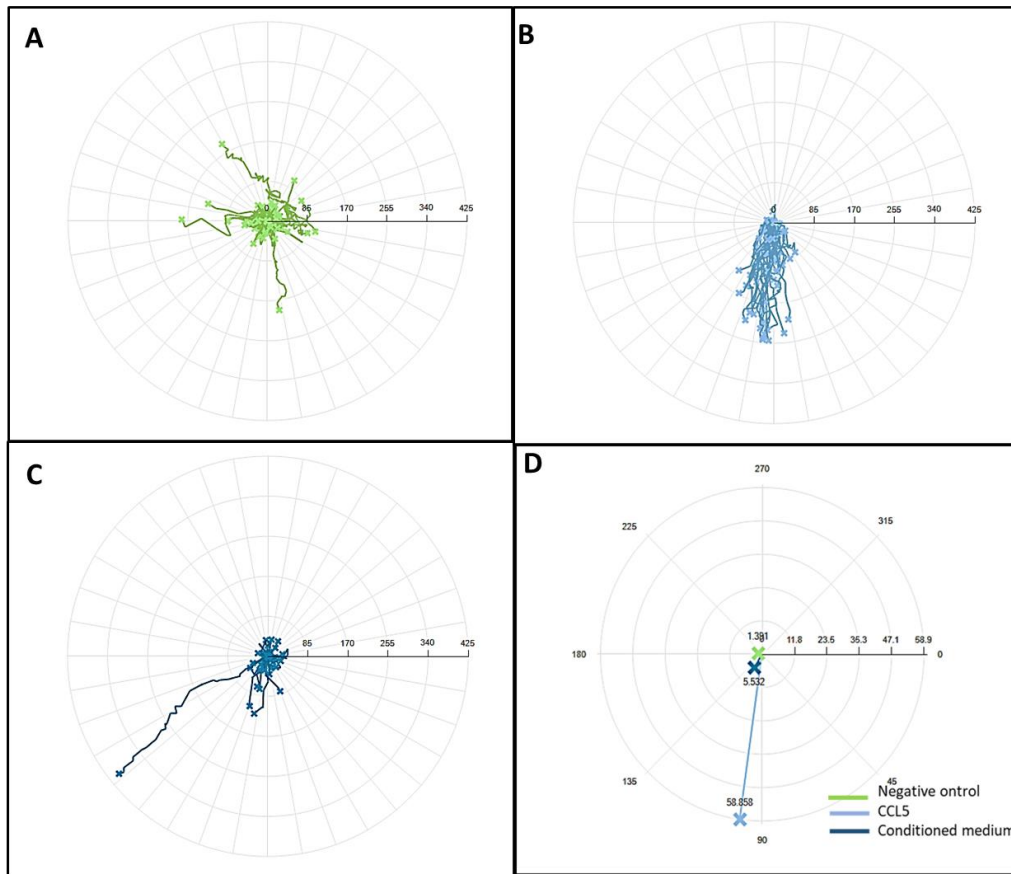 A
0 85 170 255 340 425
B
0 85 170 255 340 425
C
85 170 255 340 425
D
270
225 315
1.391
11.8 23.5 35.3 47.1 58.9
180 0
5.532
135 45
58.858
90
Negative ontrol
CCL5
Conditioned medium